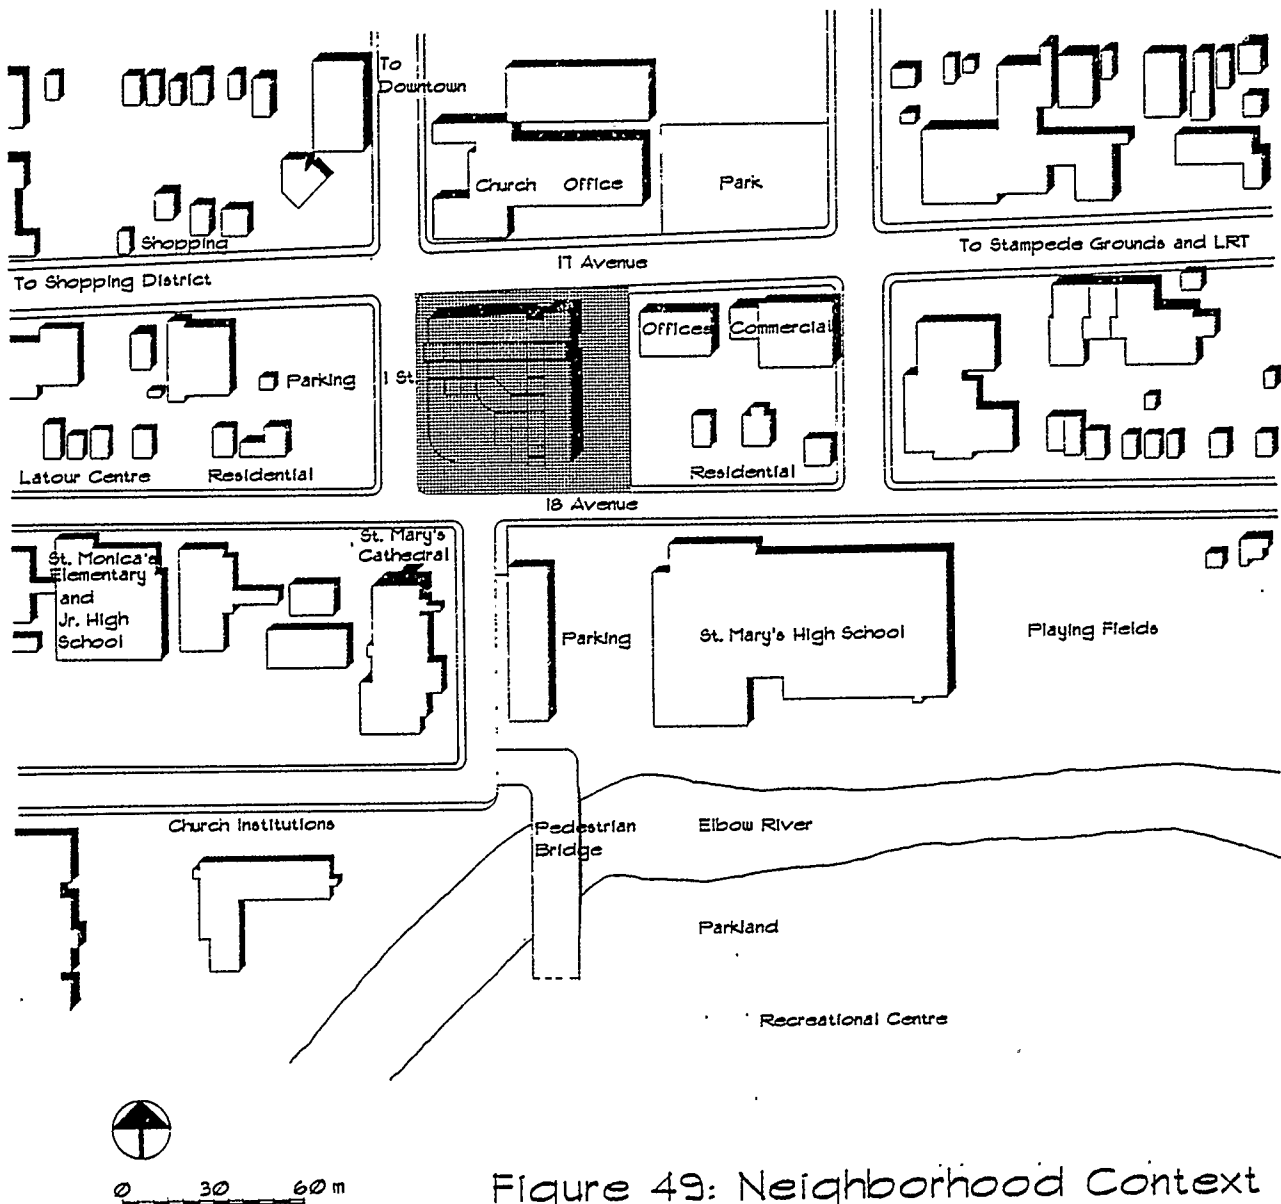 To
Downtown
Church Office
Park
Shopping
To Stampede Grounds and LRT
17 Avenue
To Shopping District
Offices
Commercial
1 St.
Parking
Latour Centre
Residential
Residential
18 Avenue
St. Mary's
Cathedral
St. Monica's
Elementary
and
Jr. High
School
Parking
St. Mary's High School
Playing Fields
Church Institutions
Pedestrian
Bridge
Elbow River
Parkland
Recreational Centre
0 30 60 m
Figure 49: Neighborhood Context